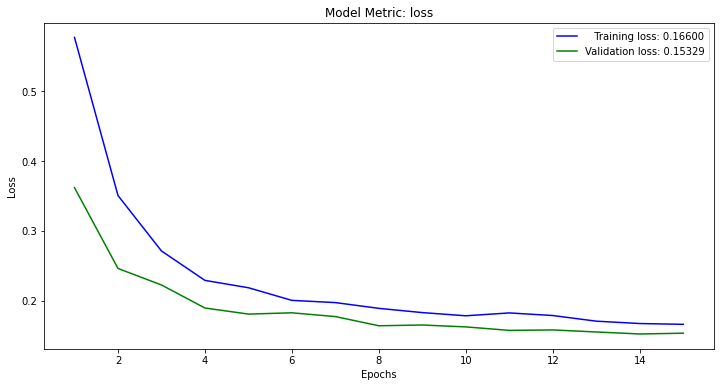 Model Metric: loss
Training loss: 0.16600
Validation loss: 0.15329
Loss
0.5
0.4
0.3
0.2
2 4 6 8 10 12 14
Epochs